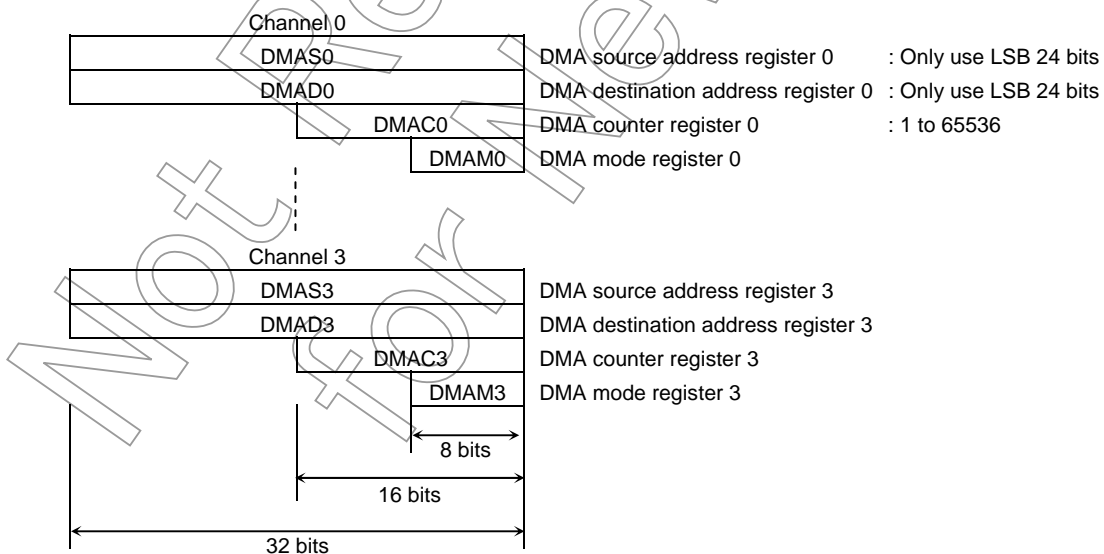 Channel 0
DMAS0 DMA source address register 0 : Only use LSB 24 bits
DMAD0 DMA destination address register 0 : Only use LSB 24 bits
DMAC0 DMA counter register 0 : 1 to 65536
DMAM0 DMA mode register 0
Channel 3
DMAS3 DMA source address register 3
DMAD3 DMA destination address register 3
DMAC3 DMA counter register 3
DMAM3 DMA mode register 3
8 bits
16 bits
32 bits
Not
for